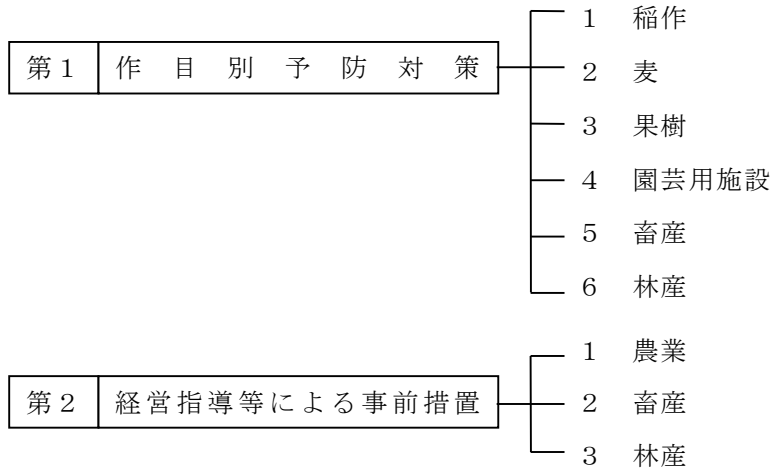 第1 作目別予防対策
1 稲作
2 麦
3 果樹
4 園芸用施設
5 畜産
6 林産
第2 経営指導等による事前措置
1 農業
2 畜産
3 林産